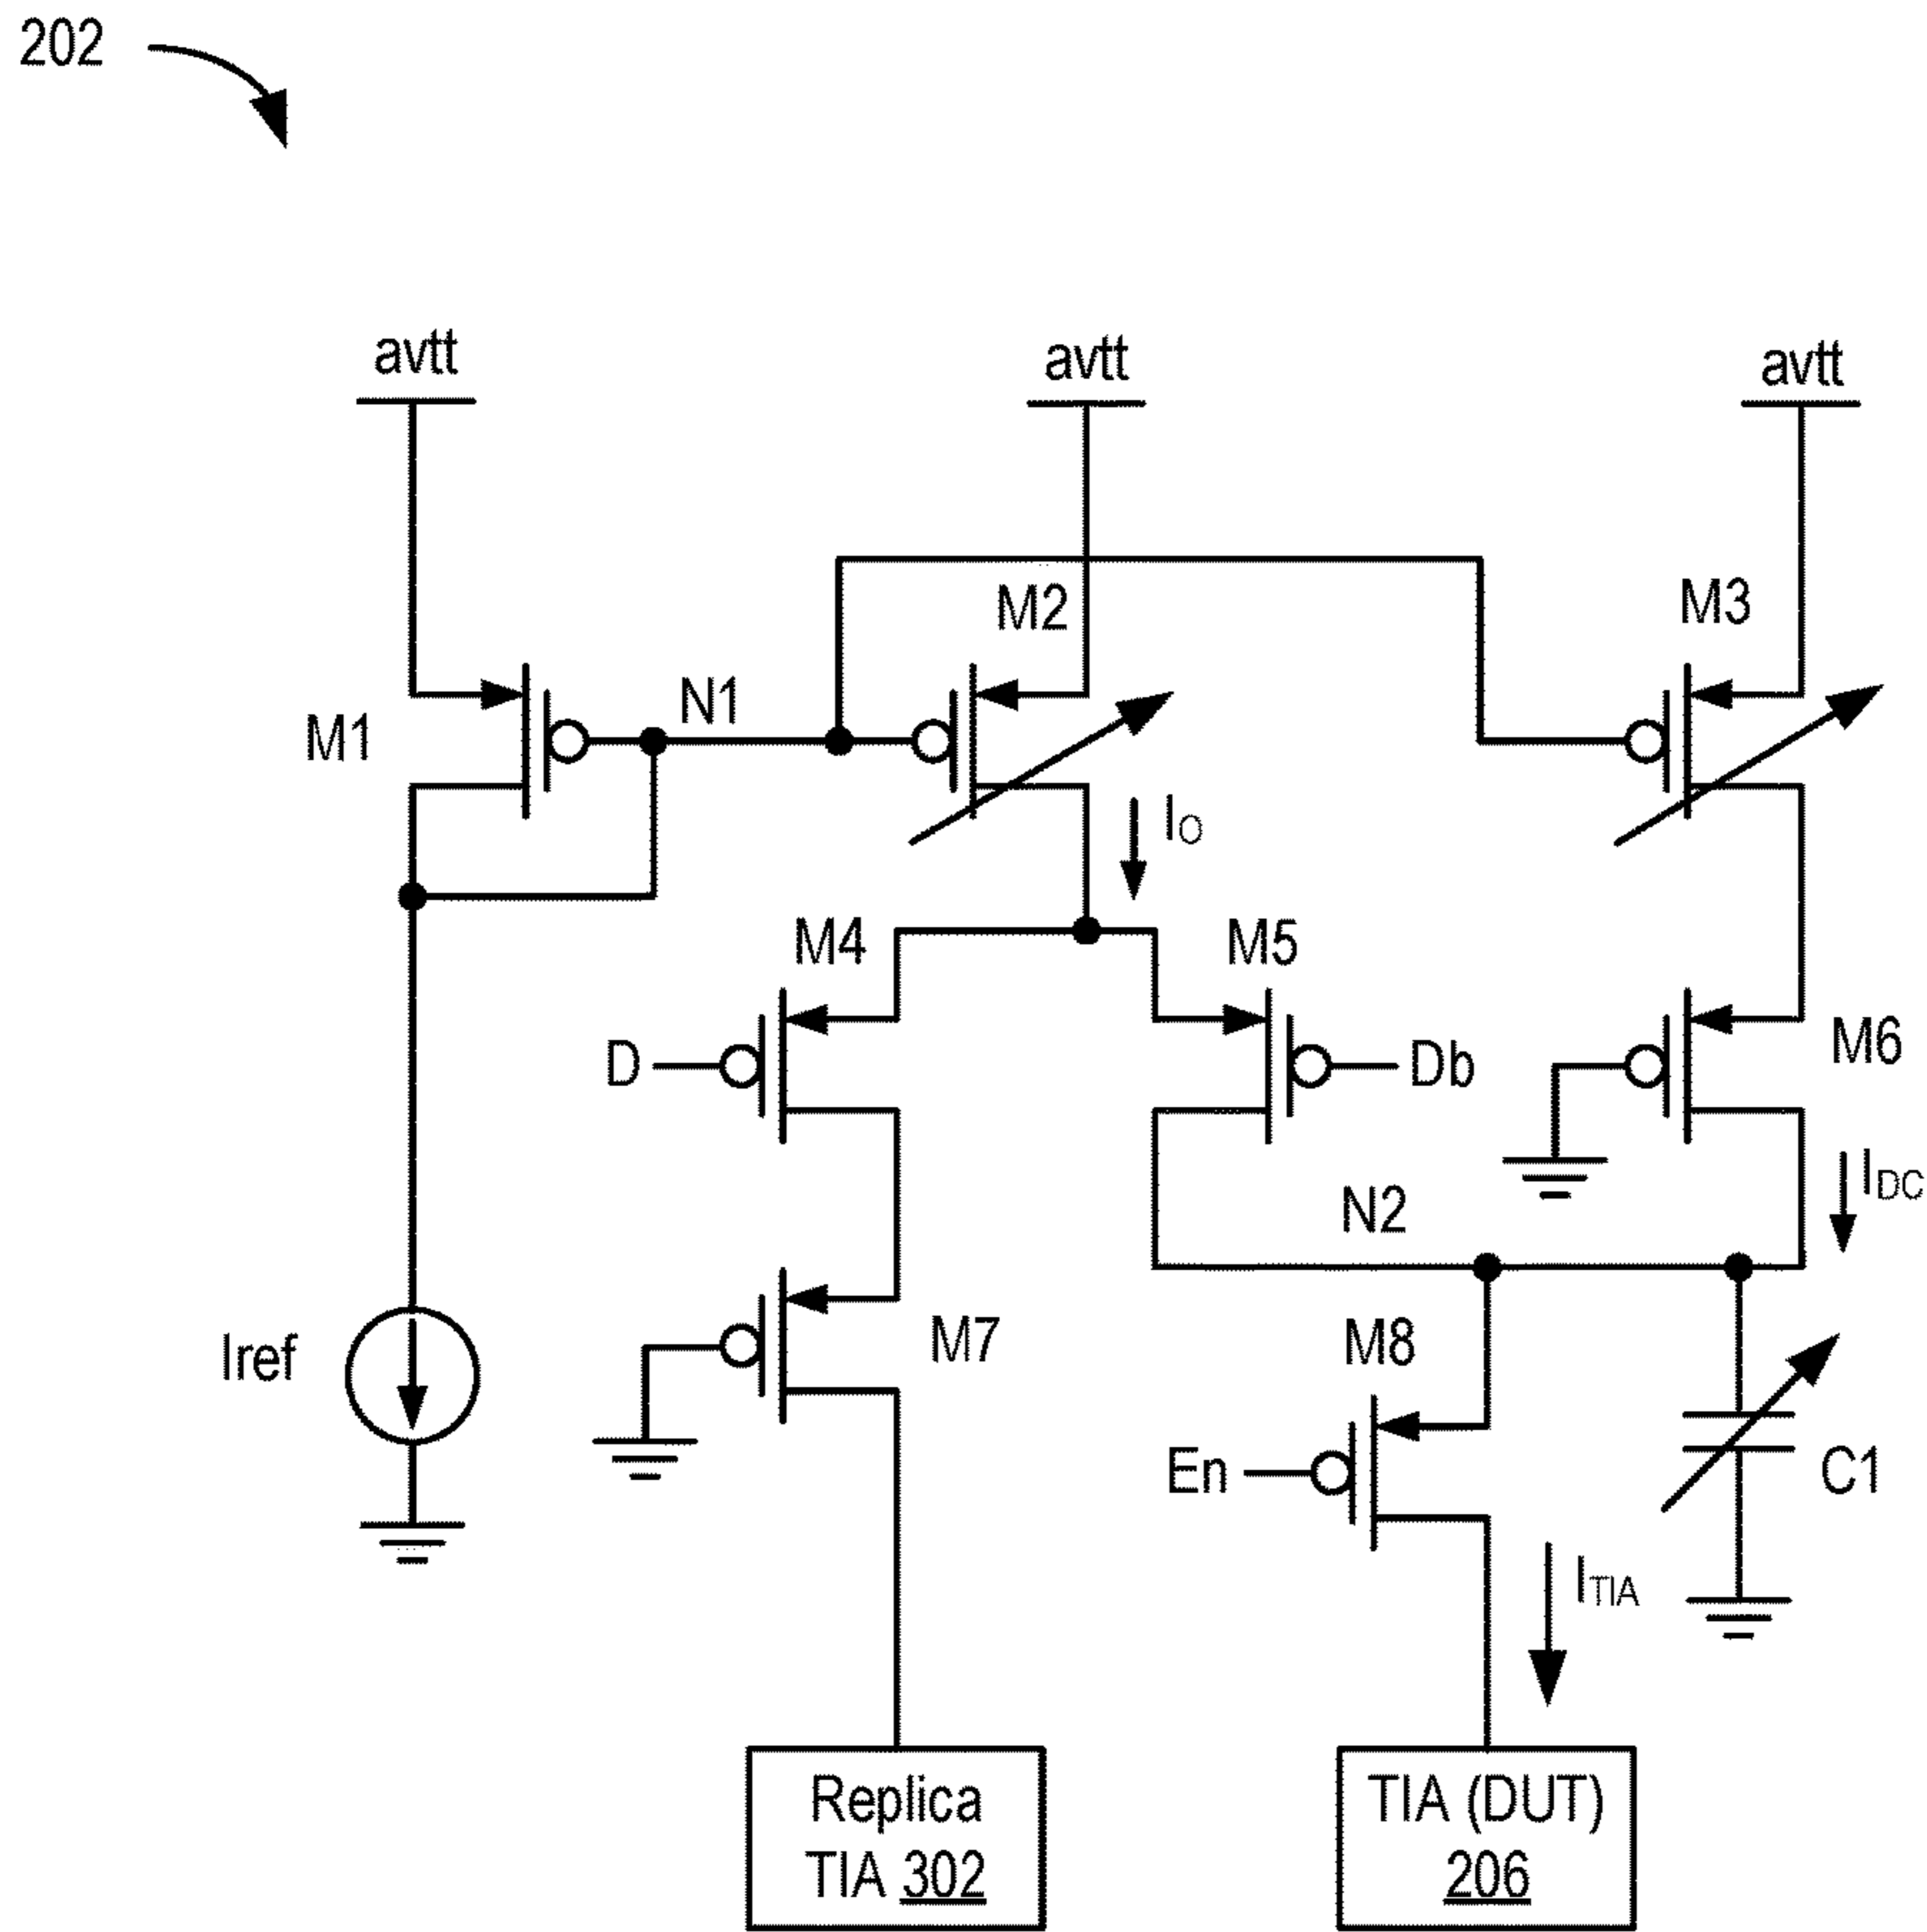 202
avtt
avtt
avtt
M2
M3
M1
N1
IO
M4
M5
D
Db
M6
N2
IDC
Iref
M7
M8
En
C1
ITIA
Replica
TIA 302
TIA (DUT)
206